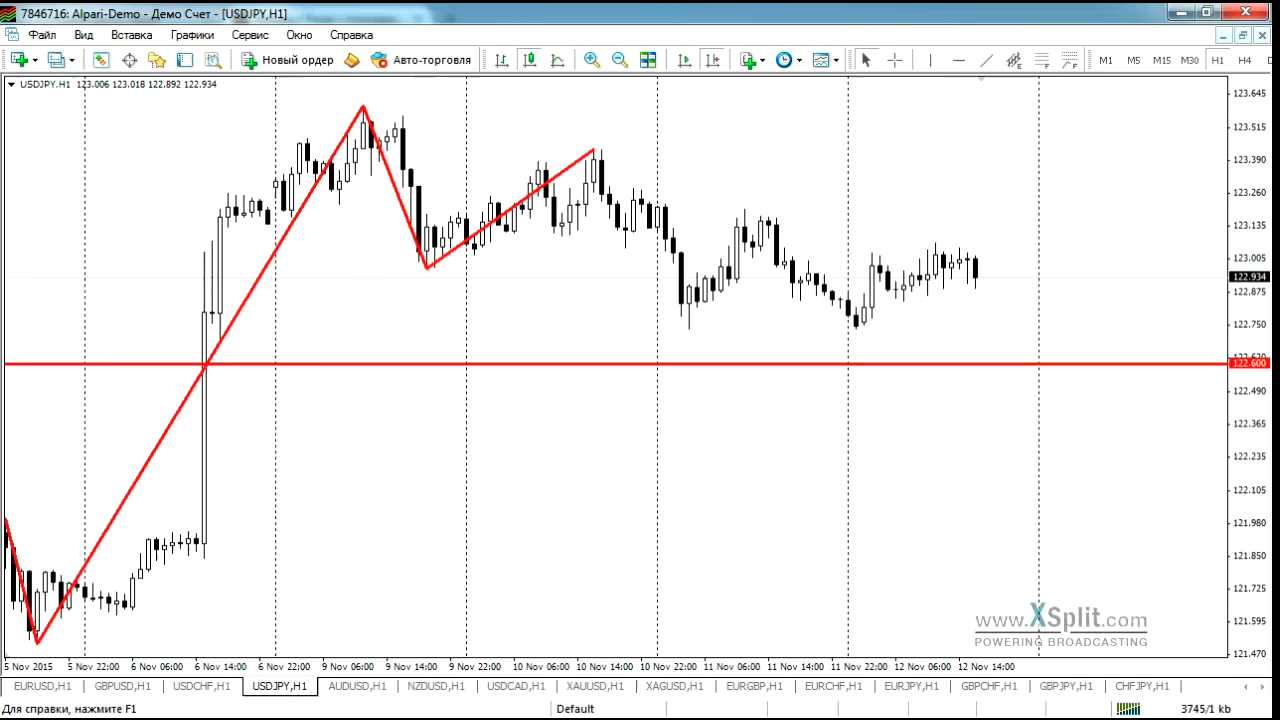 7846716: Alpari-Demo - Демо Счет - [USDJPY,H1]
Файл Вид Вставка Графики Сервис Окно Справка
Новый ордер Авто-торговля M1 M5 M15 M30 H1 H4
USDJPY,H1 123.006 123.018 122.892 122.934
123.645
123.515
123.390
123.260
123.135
123.005
122.934
122.875
122.750
122.600
122.490
122.365
122.235
122.105
121.980
121.850
121.725
121.595
121.470
www.XSplit.com
POWERING BROADCASTING
5 Nov 2015 5 Nov 22:00 6 Nov 06:00 6 Nov 14:00 6 Nov 22:00 9 Nov 06:00 9 Nov 14:00 9 Nov 22:00 10 Nov 06:00 10 Nov 14:00 10 Nov 22:00 11 Nov 06:00 11 Nov 14:00 11 Nov 22:00 12 Nov 06:00 12 Nov 14:00
EURUSD,H1 GBPUSD,H1 USDCHF,H1 USDJPY,H1 AUDUSD,H1 NZDUSD,H1 USDCAD,H1 XAUUSD,H1 XAGUSD,H1 EURGBP,H1 EURCHF,H1 EURJPY,H1 GBPCHF,H1 GBPJPY,H1 CHFJPY,H1
Для справки, нажмите F1 Default 3745/1 kb